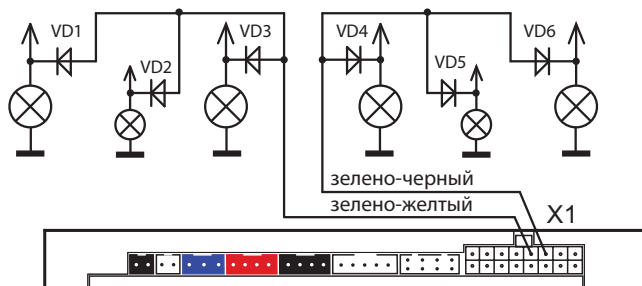 VD1
VD2
VD3
VD4
VD5
VD6
зелено-черный
зелено-желтый
X1